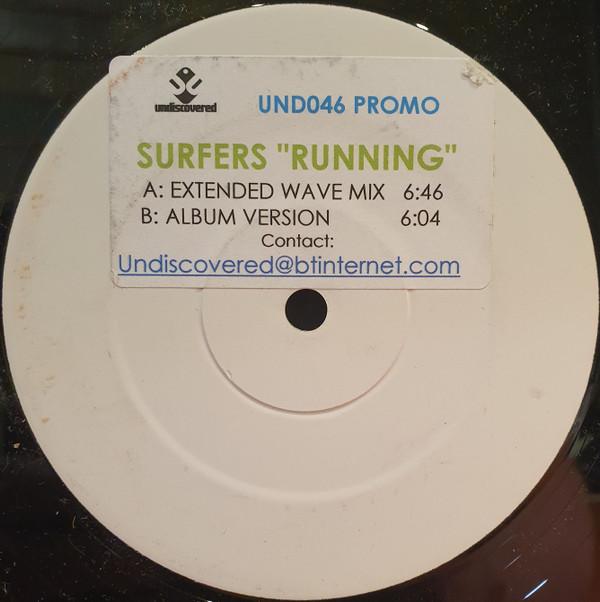 undiscovered
UND046 PROMO
SURFERS "RUNNING"
A: EXTENDED WAVE MIX 6:46
B: ALBUM VERSION 6:04
Contact:
Undiscovered@btinternet.com